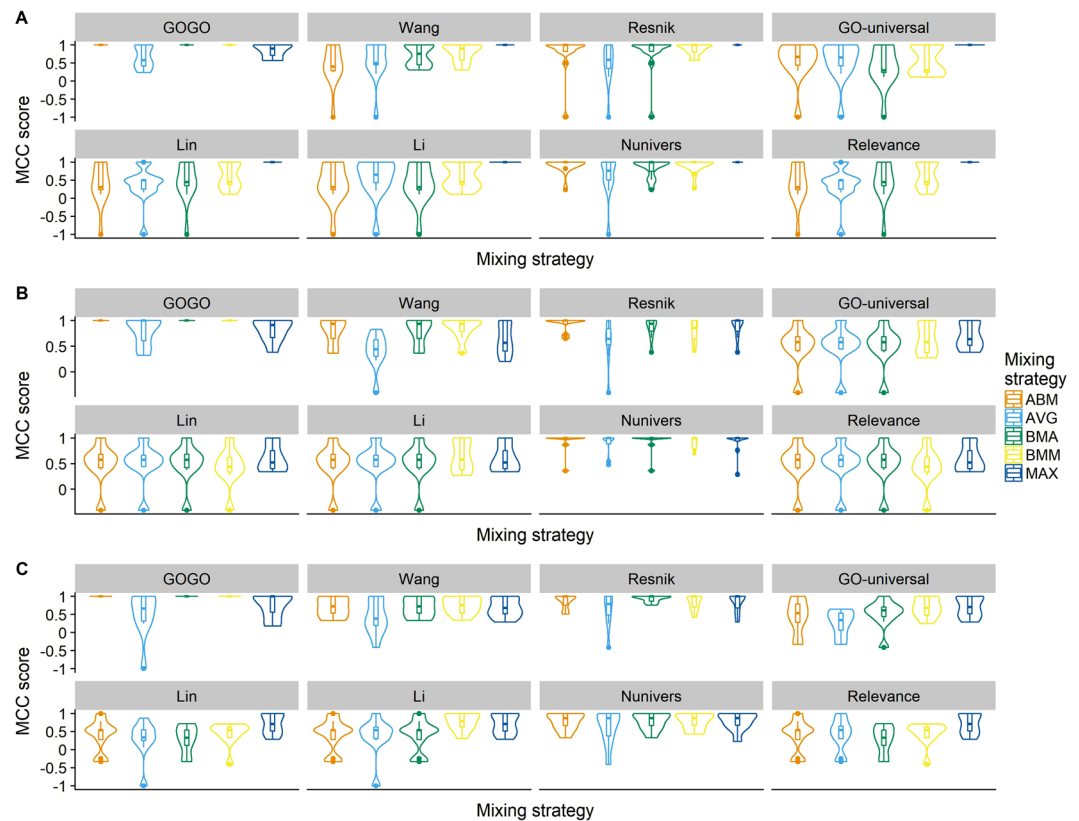 A
GOGO Wang Resnik GO-universal
1
0.5
0
-0.5
-1
Lin Li Nunivers Relevance
1
0.5
0
-0.5
-1
MCC score
Mixing strategy
B
GOGO Wang Resnik GO-universal
1
0.5
0
Lin Li Nunivers Relevance
1
0.5
0
MCC score
Mixing strategy
Mixing
strategy
ABM
AVG
BMA
BMM
MAX
C
GOGO Wang Resnik GO-universal
1
0.5
0
-0.5
-1
Lin Li Nunivers Relevance
1
0.5
0
-0.5
-1
MCC score
Mixing strategy